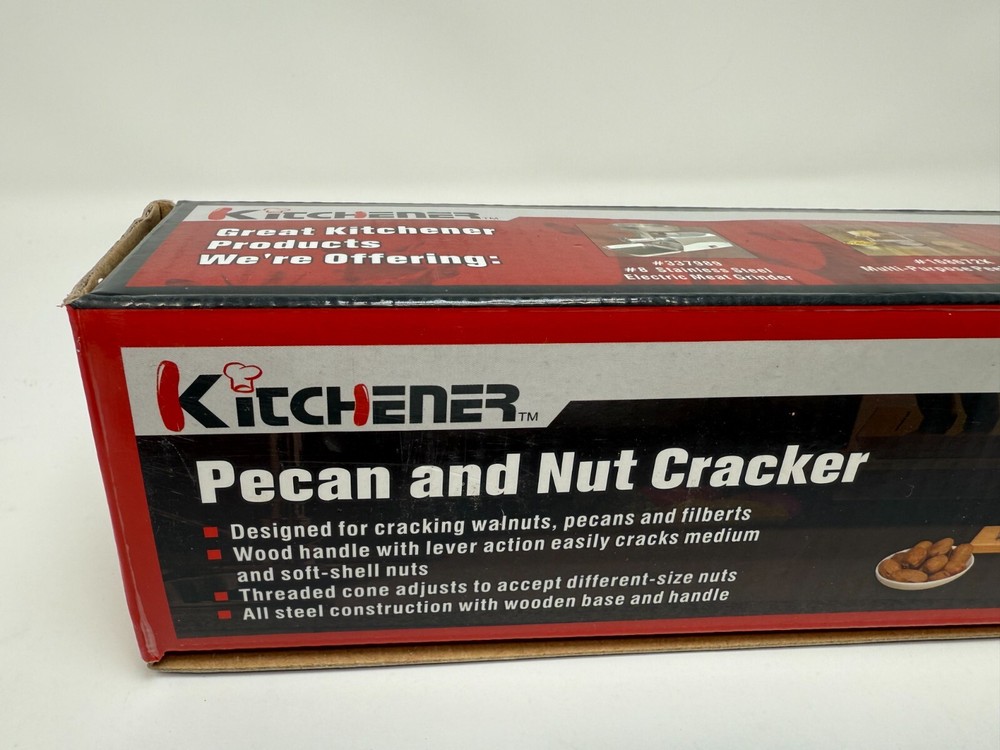 KITCHENER™
Great Kitchener
Products
We're Offering:
#337989
#8 Stainless Steel
Electric Meat Grinder
Multi-Purpose
KITCHENER™
Pecan and Nut Cracker
■ Designed for cracking walnuts, pecans and filberts
■ Wood handle with lever action easily cracks medium
and soft-shell nuts
■ Threaded cone adjusts to accept different-size nuts
■ All steel construction with wooden base and handle